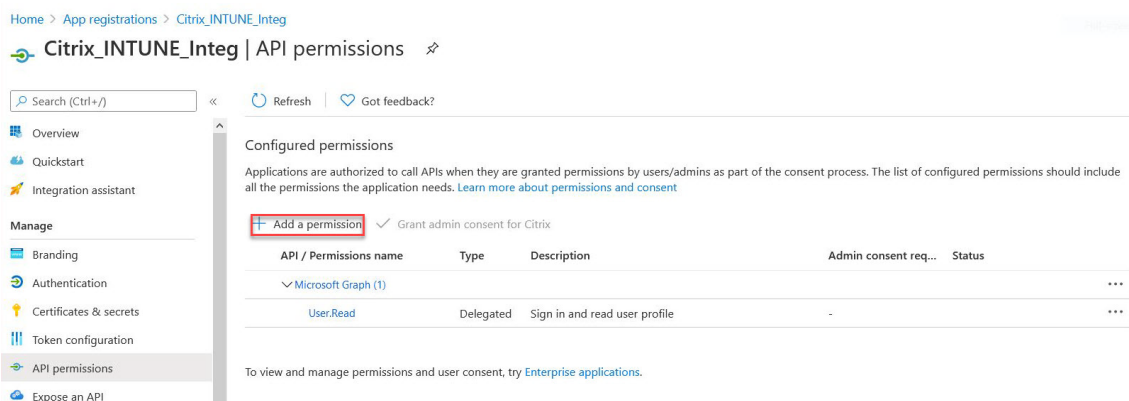 Home > App registrations > Citrix_INTUNE_Integ
Citrix_INTUNE_Integ | API permissions
Search (Ctrl+/)
«
Refresh
Got feedback?
Overview
Quickstart
Integration assistant
Manage
Branding
Authentication
Certificates & secrets
Token configuration
API permissions
Expose an API
Configured permissions
Applications are authorized to call APIs when they are granted permissions by users/admins as part of the consent process. The list of configured permissions should include
all the permissions the application needs. Learn more about permissions and consent
+ Add a permission Grant admin consent for Citrix
API / Permissions name Type Description Admin consent req... Status
Microsoft Graph (1) ...
User.Read Delegated Sign in and read user profile - ...
To view and manage permissions and user consent, try Enterprise applications.